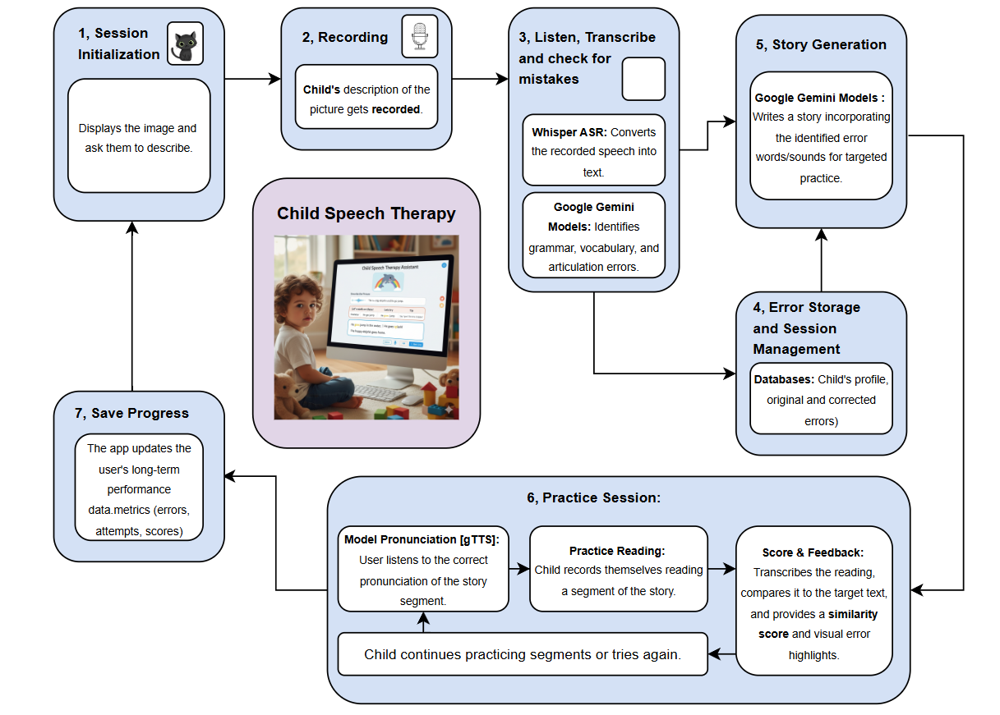 1, Session
Initialization
Displays the image and
ask them to describe.
2, Recording
Child's description of the
picture gets recorded.
3, Listen, Transcribe
and check for
mistakes
Whisper ASR: Converts
the recorded speech into
text.
Google Gemini
Models: Identifies
grammar, vocabulary, and
articulation errors.
5, Story Generation
Google Gemini Models :
Writes a story incorporating
the identified error
words/sounds for targeted
practice.
Child Speech Therapy
Child Speech Therapy Assistant
4, Error Storage
and Session
Management
Databases: Child's profile,
original and corrected
errors)
7, Save Progress
The app updates the
user's long-term
performance
data.metrics (errors,
attempts, scores)
6, Practice Session:
Model Pronunciation [gTTS]:
User listens to the correct
pronunciation of the story
segment.
Practice Reading:
Child records themselves reading
a segment of the story.
Score & Feedback:
Transcribes the reading,
compares it to the target text,
and provides a similarity
score and visual error
highlights.
Child continues practicing segments or tries again.